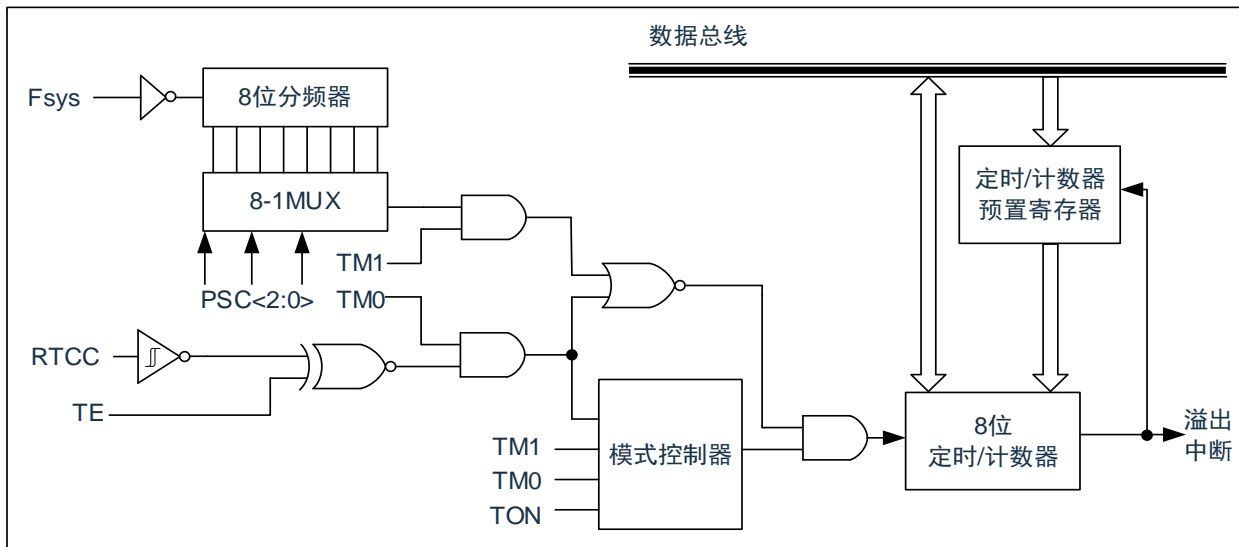 数据总线
Fsys
8位分频器
8-1MUX
定时/计数器
预置寄存器
TM1
PSC<2:0>
TM0
RTCC
TE
8位
定时/计数器
溢出
中断
TM1
模式控制器
TM0
TON